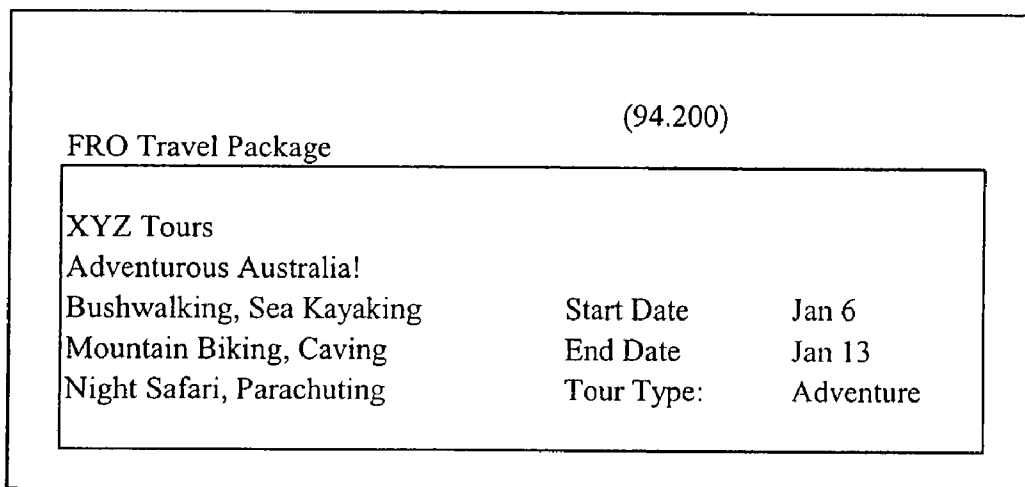 (94.200)
FRO Travel Package
XYZ Tours
Adventurous Australia!
Bushwalking, Sea Kayaking Start Date Jan 6
Mountain Biking, Caving End Date Jan 13
Night Safari, Parachuting Tour Type: Adventure